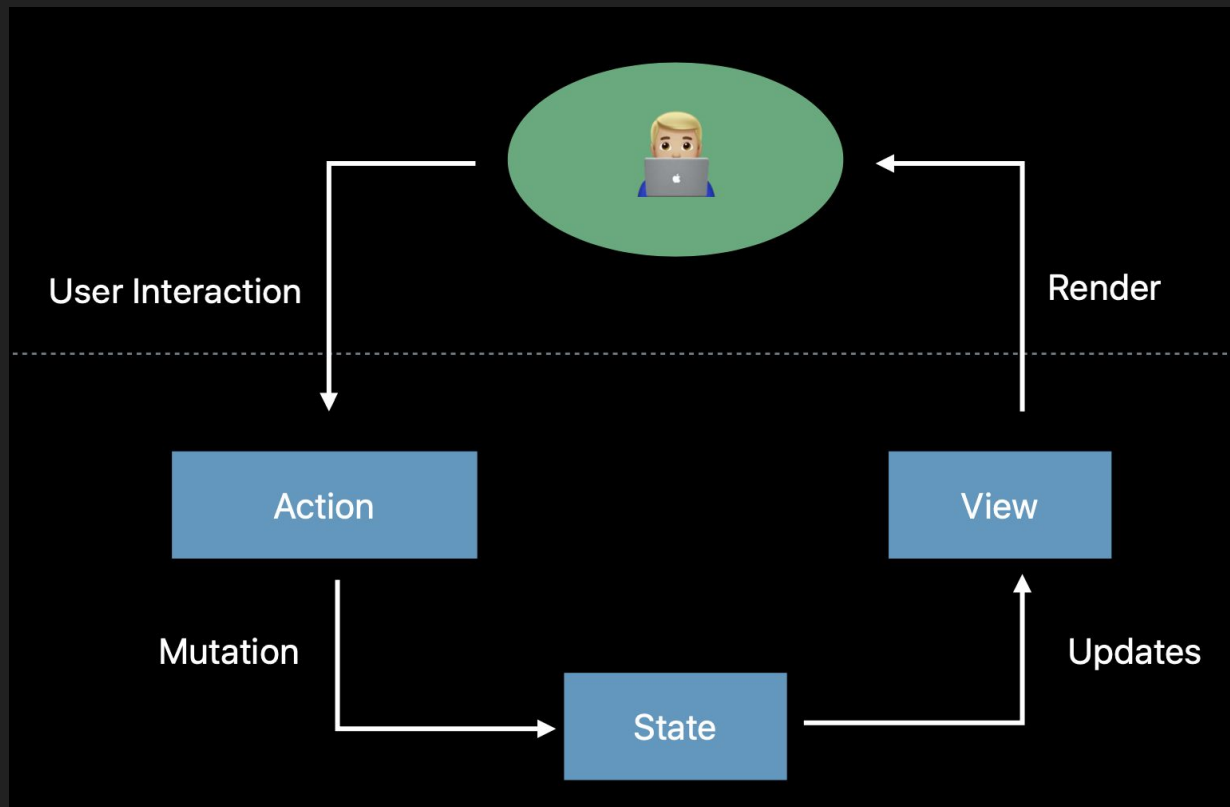 User Interaction
Render
Action
View
Mutation
Updates
State